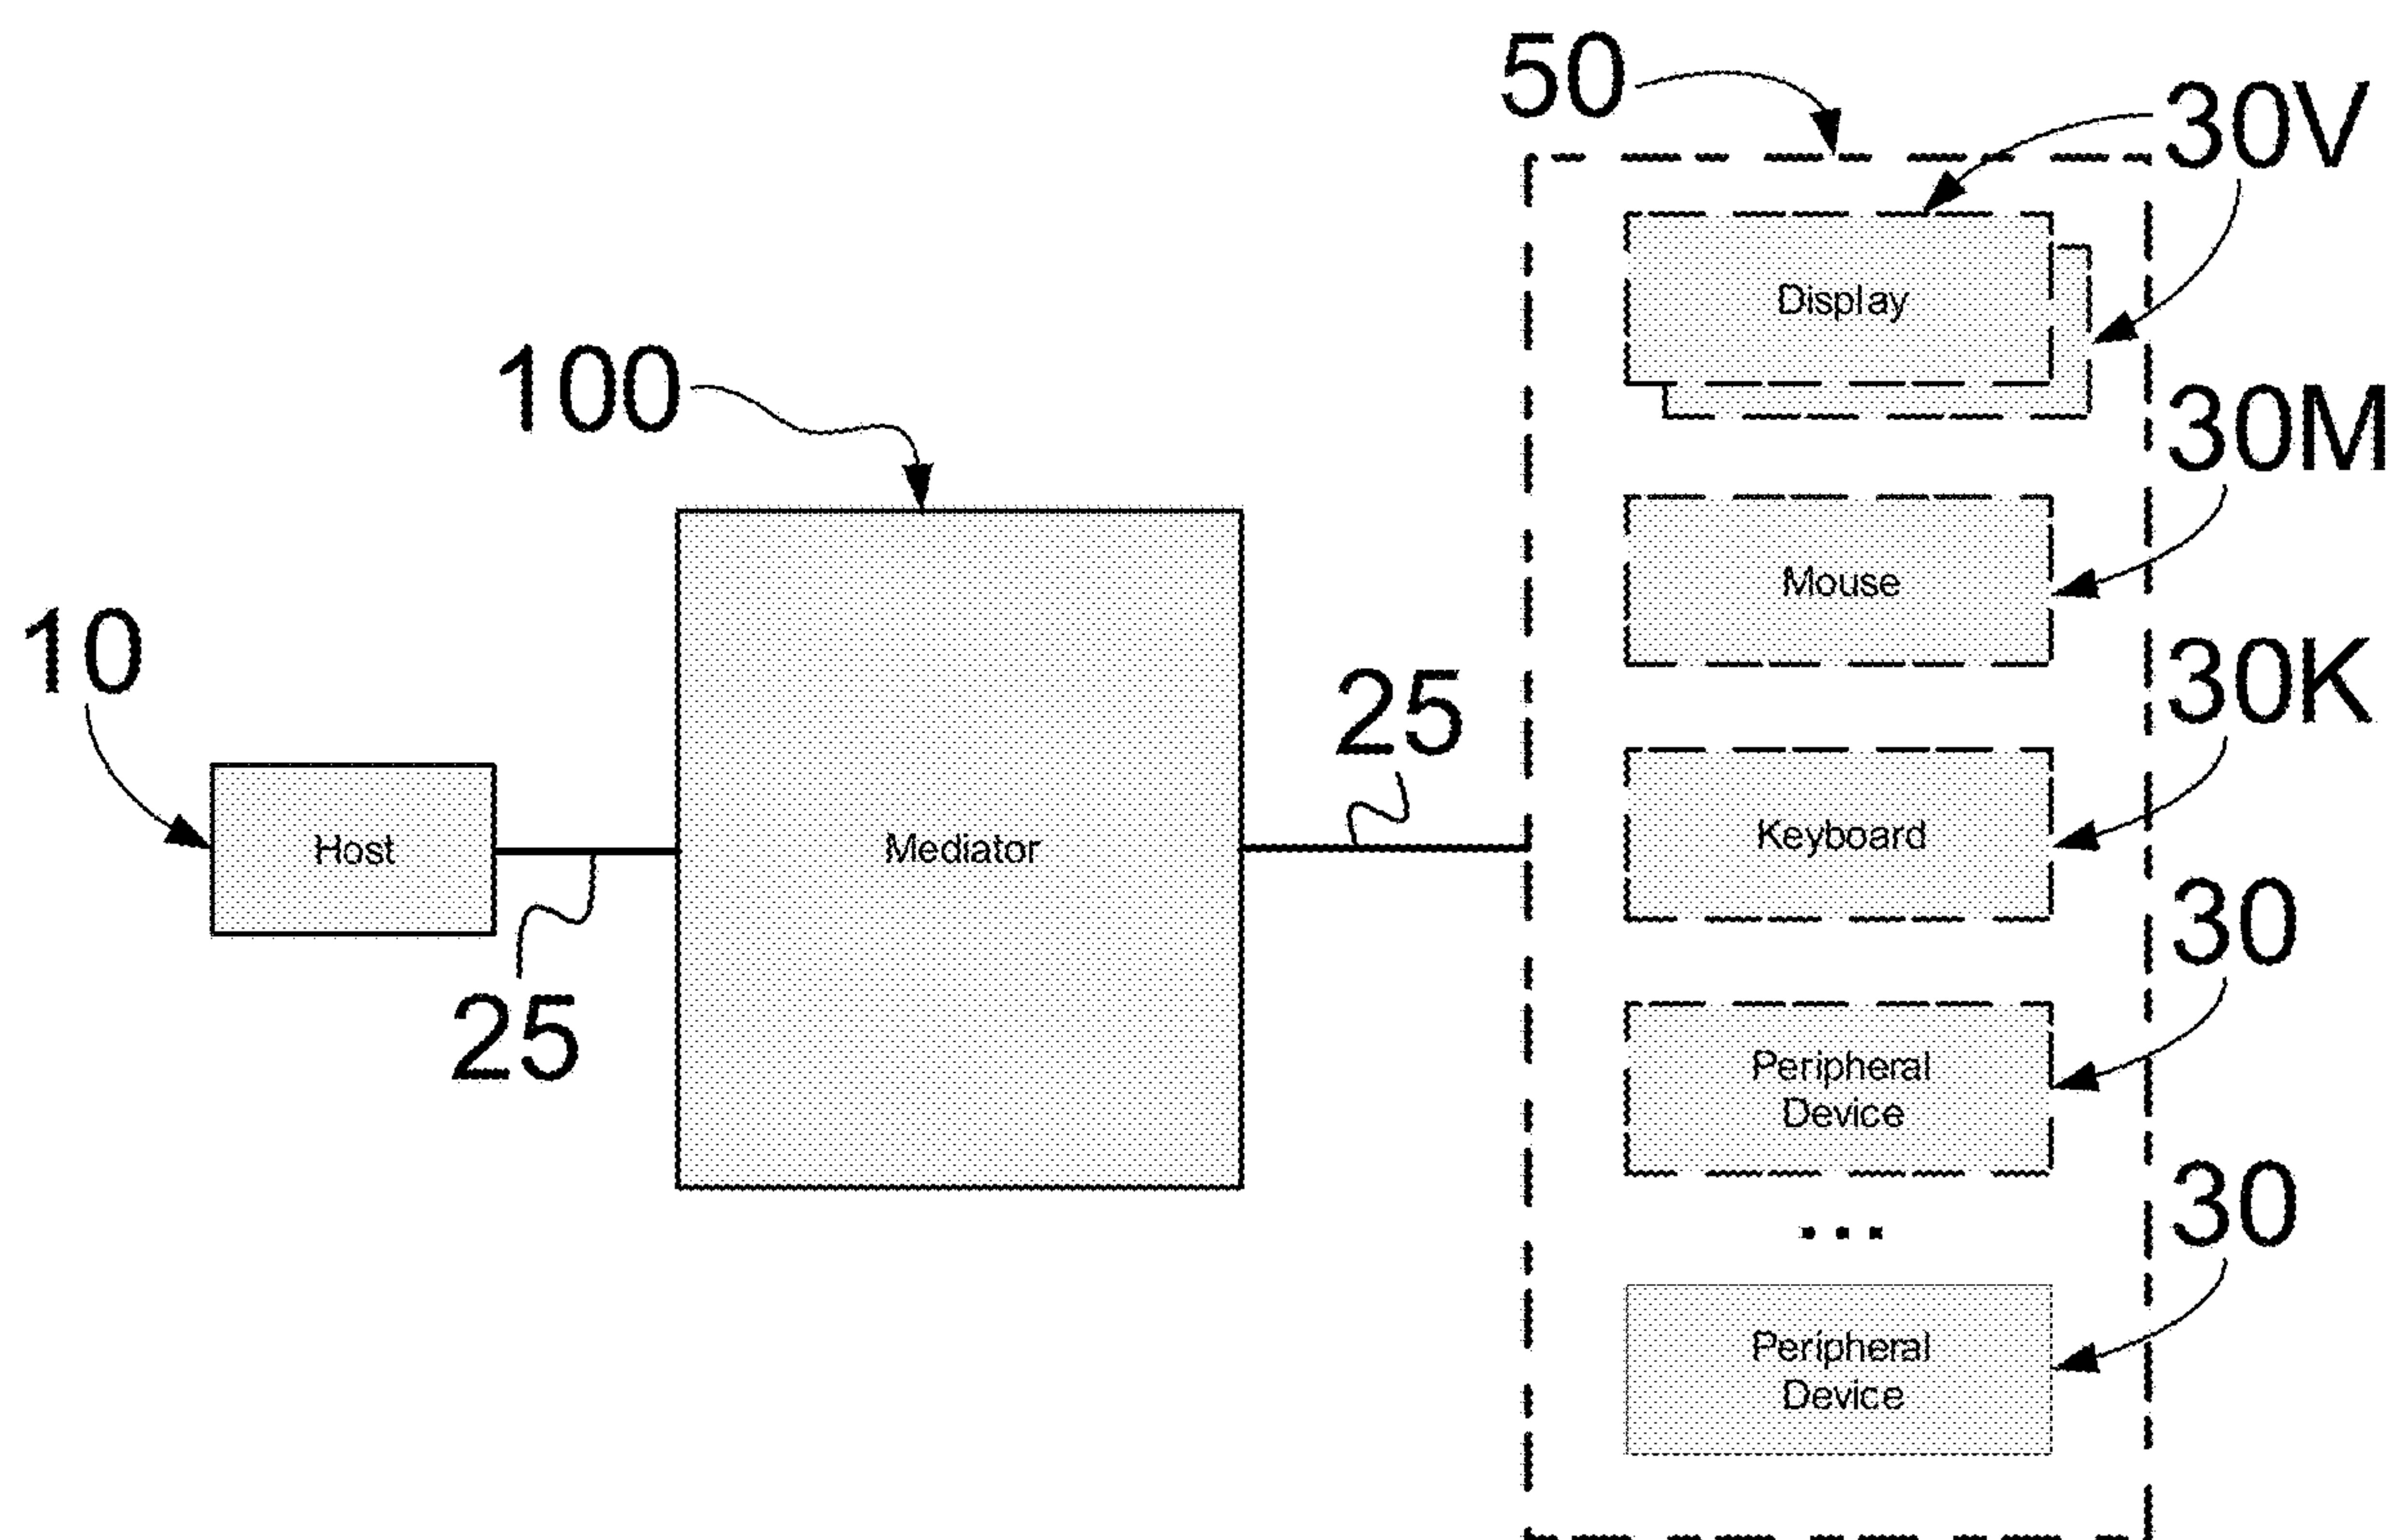 50
30V
Display
100
30M
Mouse
10
25
30K
Host
Mediator
Keyboard
25
30
Peripheral
Device
...
30
Peripheral
Device